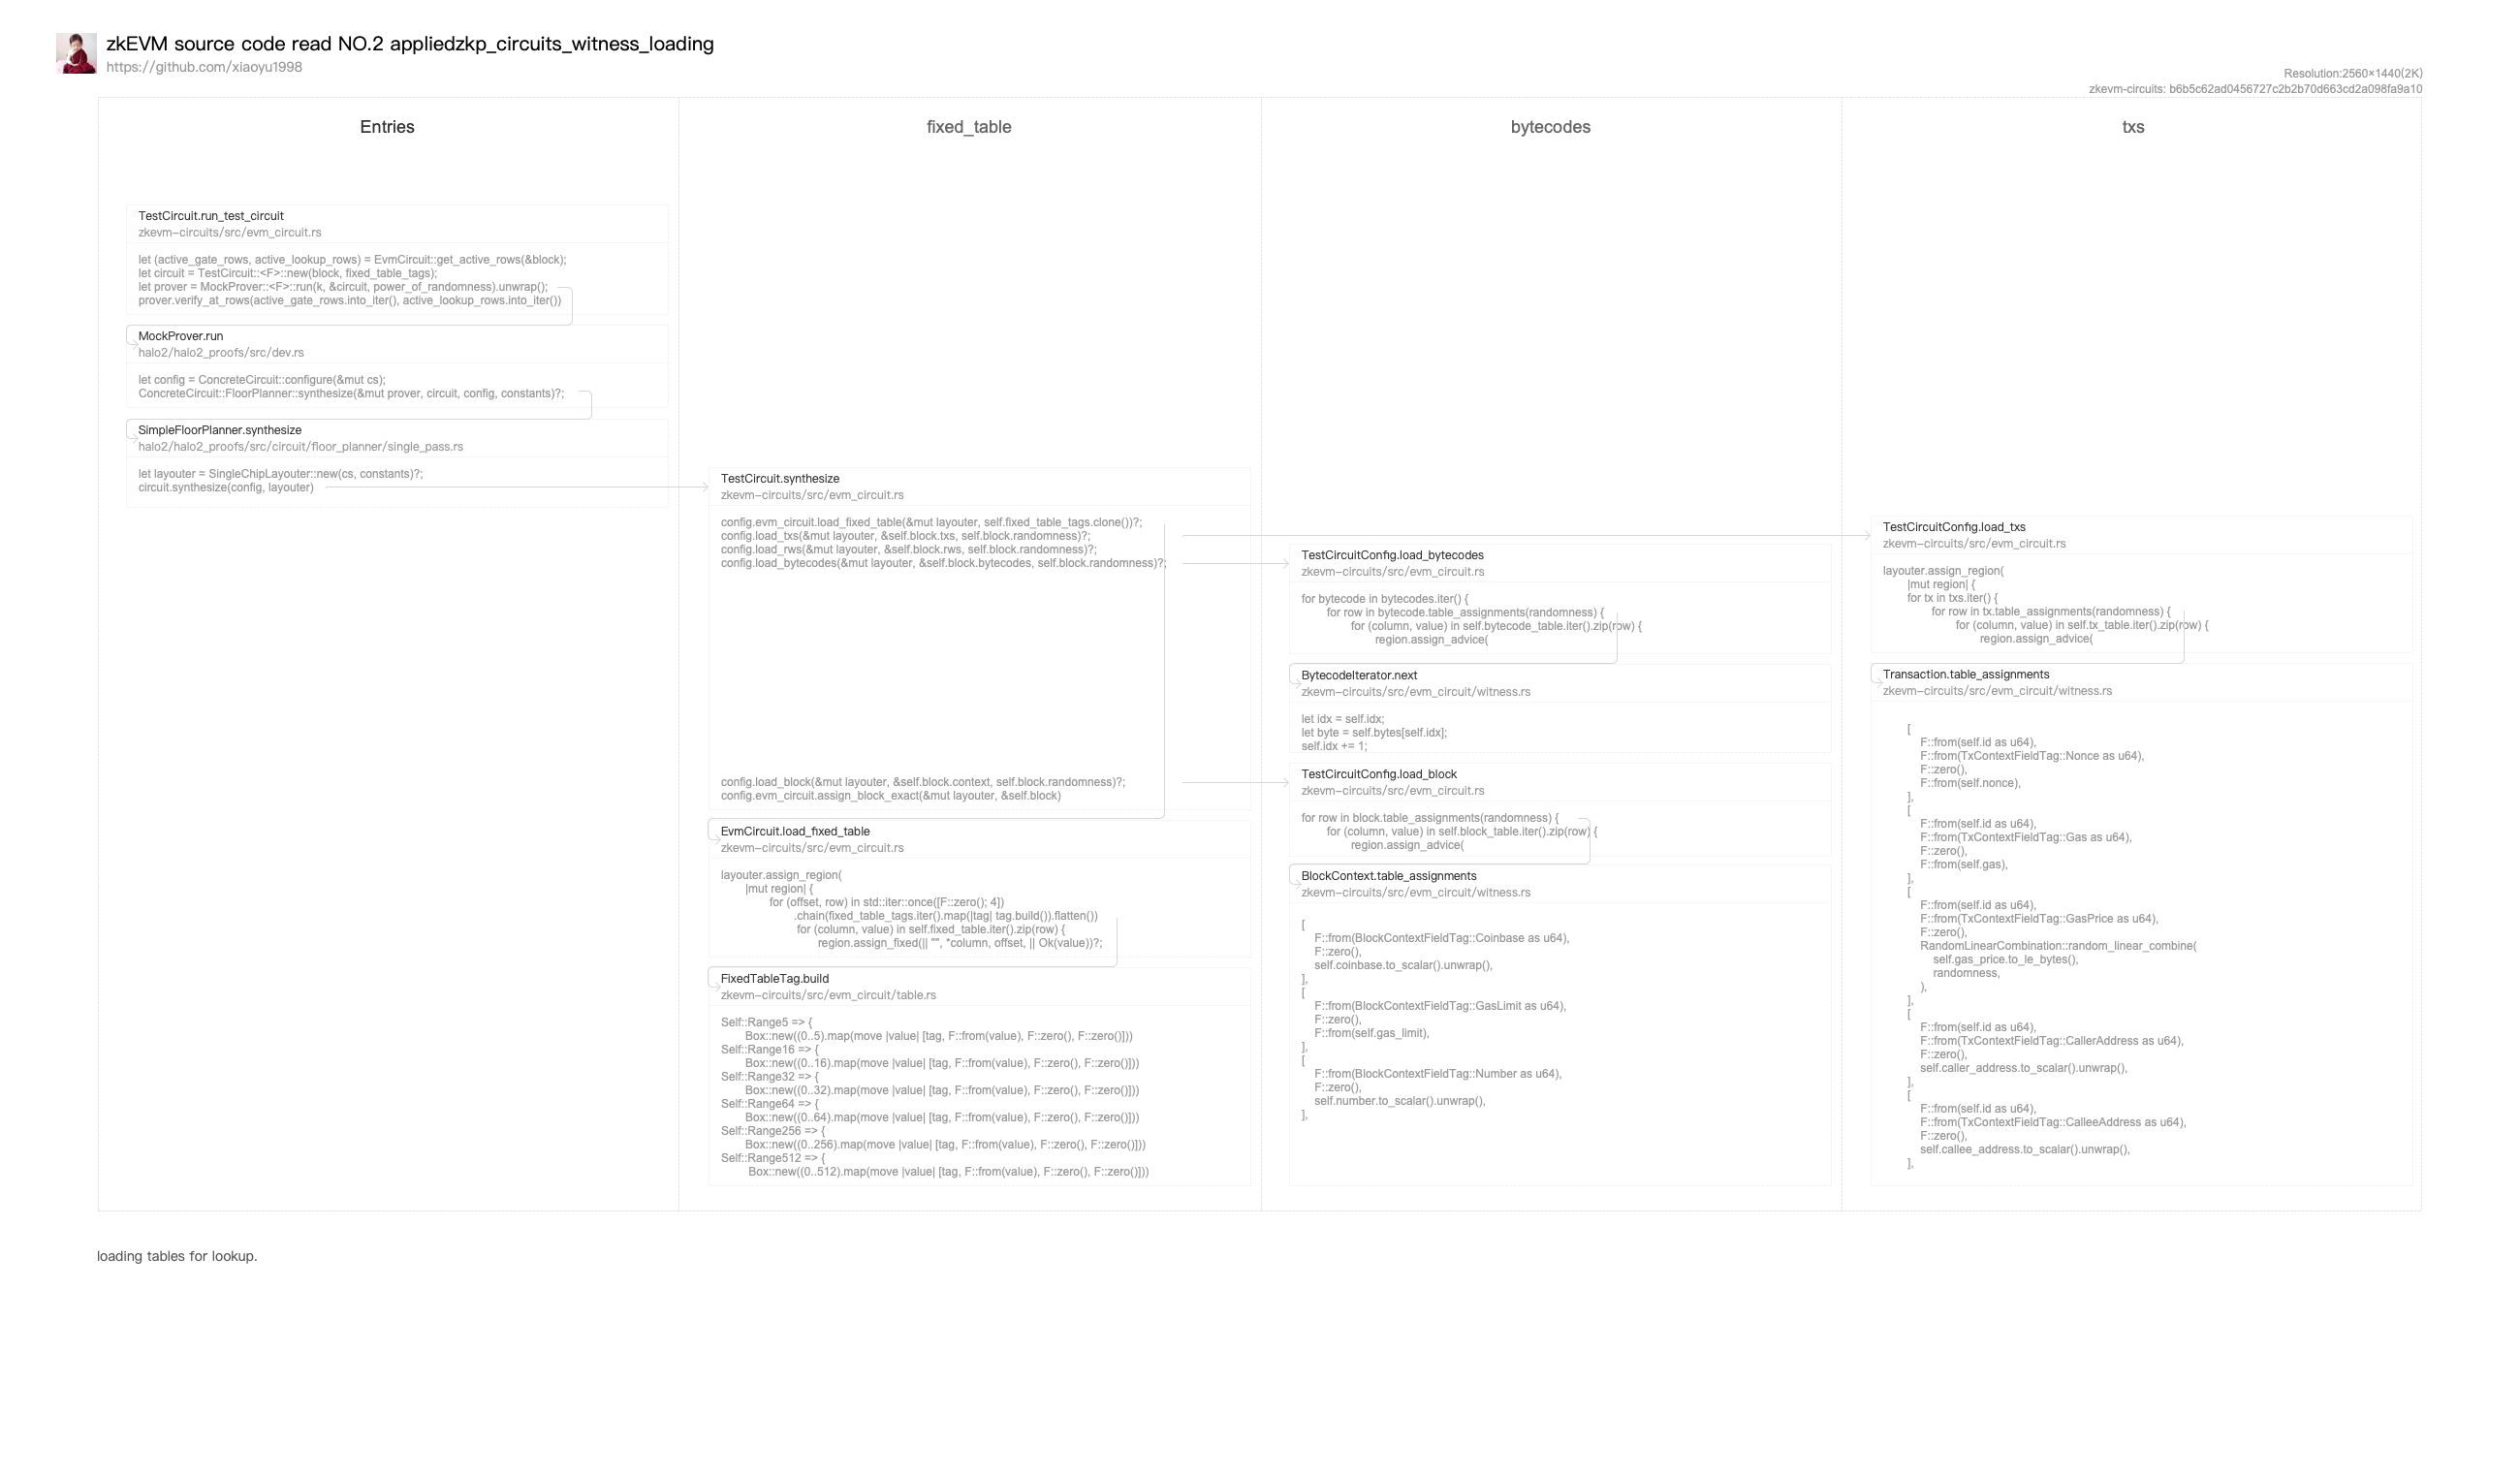 zkEVM source code read NO.2 appliedzkp_circuits_witness_loading
https://github.com/xiaoyu1998
Resolution:2560×1440(2K)
zkevm-circuits: b6b5c62ad0456727c2b2b70d663cd2a098fa9a10
Entries
TestCircuit.run_test_circuit
zkevm-circuits/src/evm_circuit.rs
let (active_gate_rows, active_lookup_rows) = EvmCircuit::get_active_rows(&block);
let circuit = TestCircuit::<F>::new(block, fixed_table_tags);
let prover = MockProver::<F>::run(k, &circuit, power_of_randomness).unwrap();
prover.verify_at_rows(active_gate_rows.into_iter(), active_lookup_rows.into_iter())
MockProver.run
halo2/halo2_proofs/src/dev.rs
let config = ConcreteCircuit::configure(&mut cs);
ConcreteCircuit::FloorPlanner::synthesize(&mut prover, circuit, config, constants)?;
SimpleFloorPlanner.synthesize
halo2/halo2_proofs/src/circuit/floor_planner/single_pass.rs
let layouter = SingleChipLayouter::new(cs, constants)?;
circuit.synthesize(config, layouter)
fixed_table
TestCircuit.synthesize
zkevm-circuits/src/evm_circuit.rs
config.evm_circuit.load_fixed_table(&mut layouter, self.fixed_table_tags.clone())?;
config.load_txs(&mut layouter, &self.block.txs, self.block.randomness)?;
config.load_rws(&mut layouter, &self.block.rws, self.block.randomness)?;
config.load_bytecodes(&mut layouter, &self.block.bytecodes, self.block.randomness)?;
config.load_block(&mut layouter, &self.block.context, self.block.randomness)?;
config.evm_circuit.assign_block_exact(&mut layouter, &self.block)
EvmCircuit.load_fixed_table
zkevm-circuits/src/evm_circuit.rs
layouter.assign_region(
|mut region| {
for (offset, row) in std::iter::once([F::zero(); 4])
.chain(fixed_table_tags.iter().map(|tag| tag.build()).flatten())
for (column, value) in self.fixed_table.iter().zip(row) {
region.assign_fixed(|| "", *column, offset, || Ok(value))?;
FixedTableTag.build
zkevm-circuits/src/evm_circuit/table.rs
Self::Range5 => {
Box::new((0..5).map(move |value| [tag, F::from(value), F::zero(), F::zero()]))
Self::Range16 => {
Box::new((0..16).map(move |value| [tag, F::from(value), F::zero(), F::zero()]))
Self::Range32 => {
Box::new((0..32).map(move |value| [tag, F::from(value), F::zero(), F::zero()]))
Self::Range64 => {
Box::new((0..64).map(move |value| [tag, F::from(value), F::zero(), F::zero()]))
Self::Range256 => {
Box::new((0..256).map(move |value| [tag, F::from(value), F::zero(), F::zero()]))
Self::Range512 => {
Box::new((0..512).map(move |value| [tag, F::from(value), F::zero(), F::zero()]))
bytecodes
TestCircuitConfig.load_bytecodes
zkevm-circuits/src/evm_circuit.rs
for bytecode in bytecodes.iter() {
for row in bytecode.table_assignments(randomness) {
for (column, value) in self.bytecode_table.iter().zip(row) {
region.assign_advice(
BytecodeIterator.next
zkevm-circuits/src/evm_circuit/witness.rs
let idx = self.idx;
let byte = self.bytes[self.idx];
self.idx += 1;
TestCircuitConfig.load_block
zkevm-circuits/src/evm_circuit.rs
for row in block.table_assignments(randomness) {
for (column, value) in self.block_table.iter().zip(row) {
region.assign_advice(
BlockContext.table_assignments
zkevm-circuits/src/evm_circuit/witness.rs
[
F::from(BlockContextFieldTag::Coinbase as u64),
F::zero(),
self.coinbase.to_scalar().unwrap(),
],
[
F::from(BlockContextFieldTag::GasLimit as u64),
F::zero(),
F::from(self.gas_limit),
],
[
F::from(BlockContextFieldTag::Number as u64),
F::zero(),
self.number.to_scalar().unwrap(),
],
txs
TestCircuitConfig.load_txs
zkevm-circuits/src/evm_circuit.rs
layouter.assign_region(
|mut region| {
for tx in txs.iter() {
for row in tx.table_assignments(randomness) {
for (column, value) in self.tx_table.iter().zip(row) {
region.assign_advice(
Transaction.table_assignments
zkevm-circuits/src/evm_circuit/witness.rs
[
F::from(self.id as u64),
F::from(TxContextFieldTag::Nonce as u64),
F::zero(),
F::from(self.nonce),
],
[
F::from(self.id as u64),
F::from(TxContextFieldTag::Gas as u64),
F::zero(),
F::from(self.gas),
],
[
F::from(self.id as u64),
F::from(TxContextFieldTag::GasPrice as u64),
F::zero(),
RandomLinearCombination::random_linear_combine(
self.gas_price.to_le_bytes(),
randomness,
),
],
[
F::from(self.id as u64),
F::from(TxContextFieldTag::CallerAddress as u64),
F::zero(),
self.caller_address.to_scalar().unwrap(),
],
[
F::from(self.id as u64),
F::from(TxContextFieldTag::CalleeAddress as u64),
F::zero(),
self.callee_address.to_scalar().unwrap(),
],
loading tables for lookup.